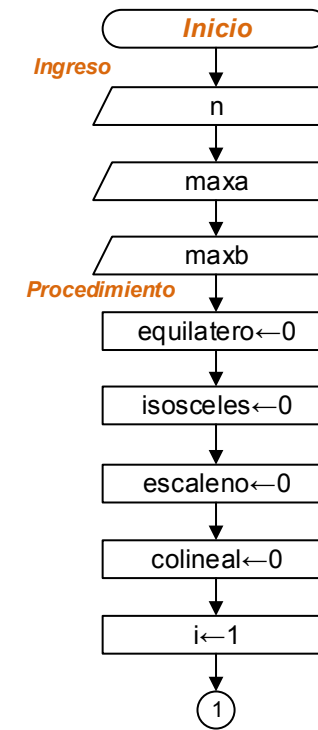 Inicio
Ingreso
n
maxa
maxb
Procedimiento
equilatero←0
isosceles←0
escaleno←0
colineal←0
i←1
1